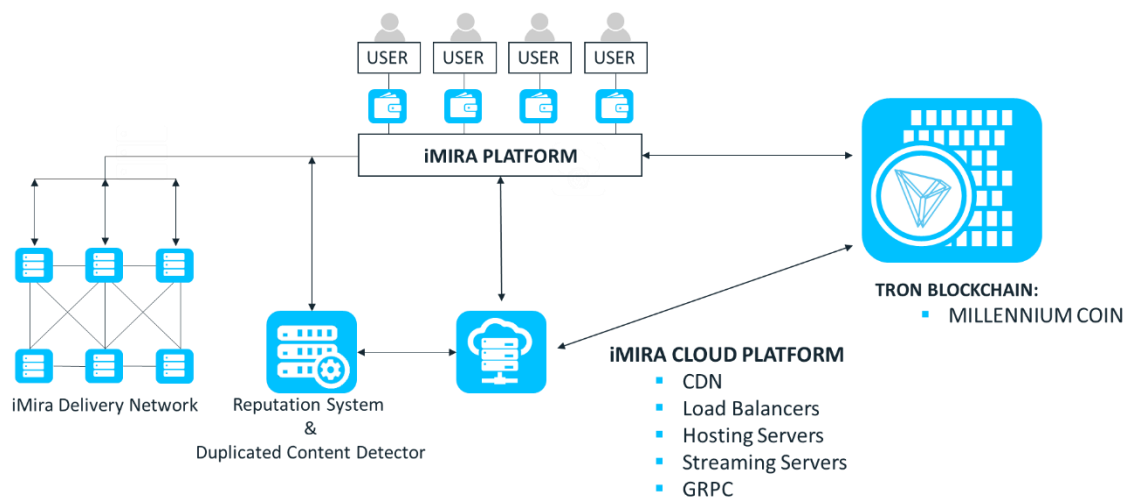 USER USER USER USER
iMIRA PLATFORM
TRON BLOCKCHAIN:
▪ MILLENNIUM COIN
iMIRA CLOUD PLATFORM
▪ CDN
▪ Load Balancers
▪ Hosting Servers
▪ Streaming Servers
▪ GRPC
iMira Delivery Network
Reputation System
&
Duplicated Content Detector